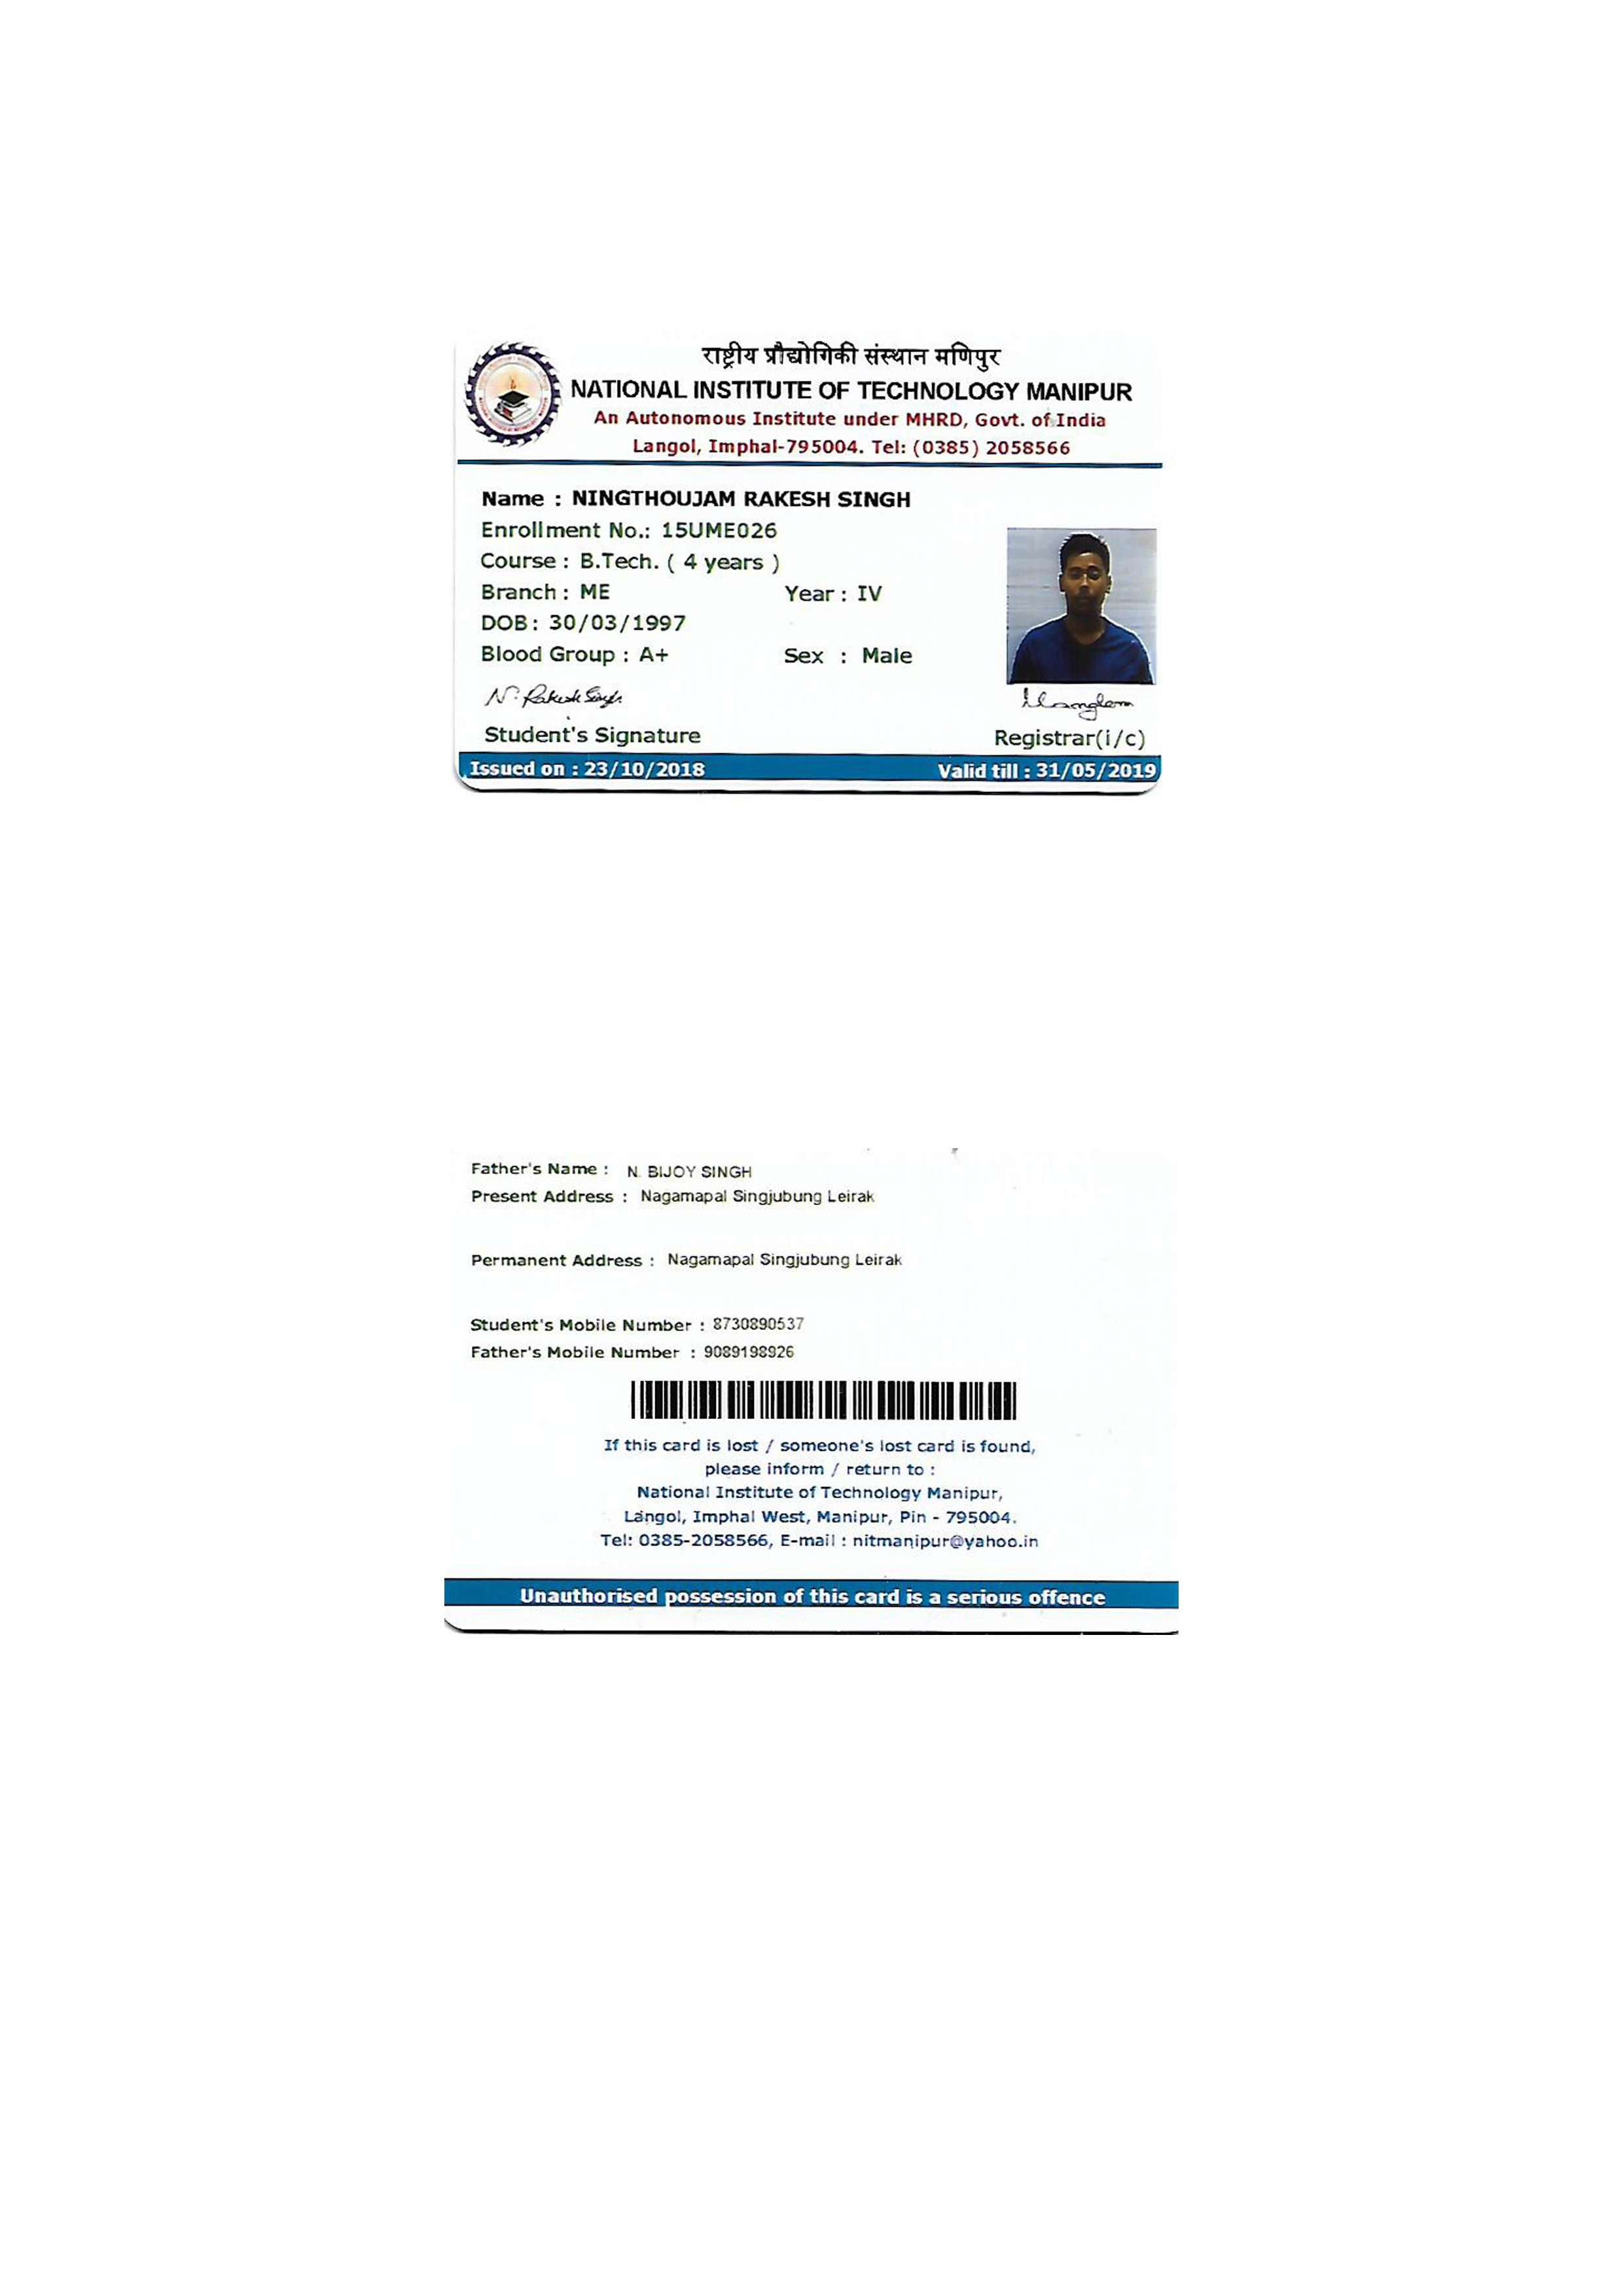 राष्ट्रीय प्रौद्योगिकी संस्थान मणिपुर
NATIONAL INSTITUTE OF TECHNOLOGY MANIPUR
An Autonomous Institute under MHRD, Govt. of India
Langol, Imphal-795004. Tel: (0385) 2058566
Name : NINGTHOUJAM RAKESH SINGH
Enrollment No.: 15UME026
Course : B.Tech. ( 4 years )
Branch : ME Year : IV
DOB : 30/03/1997
Blood Group : A+ Sex : Male
N. Rakesh Singh
Student's Signature Registrar(i/c)
Issued on : 23/10/2018 Valid till : 31/05/2019
Father's Name : N. BIJOY SINGH
Present Address : Nagamapal Singjubung Leirak
Permanent Address : Nagamapal Singjubung Leirak
Student's Mobile Number : 8730890537
Father's Mobile Number : 9089198926
If this card is lost / someone's lost card is found,
please inform / return to :
National Institute of Technology Manipur,
Langol, Imphal West, Manipur, Pin - 795004.
Tel: 0385-2058566, E-mail : nitmanipur@yahoo.in
Unauthorised possession of this card is a serious offence